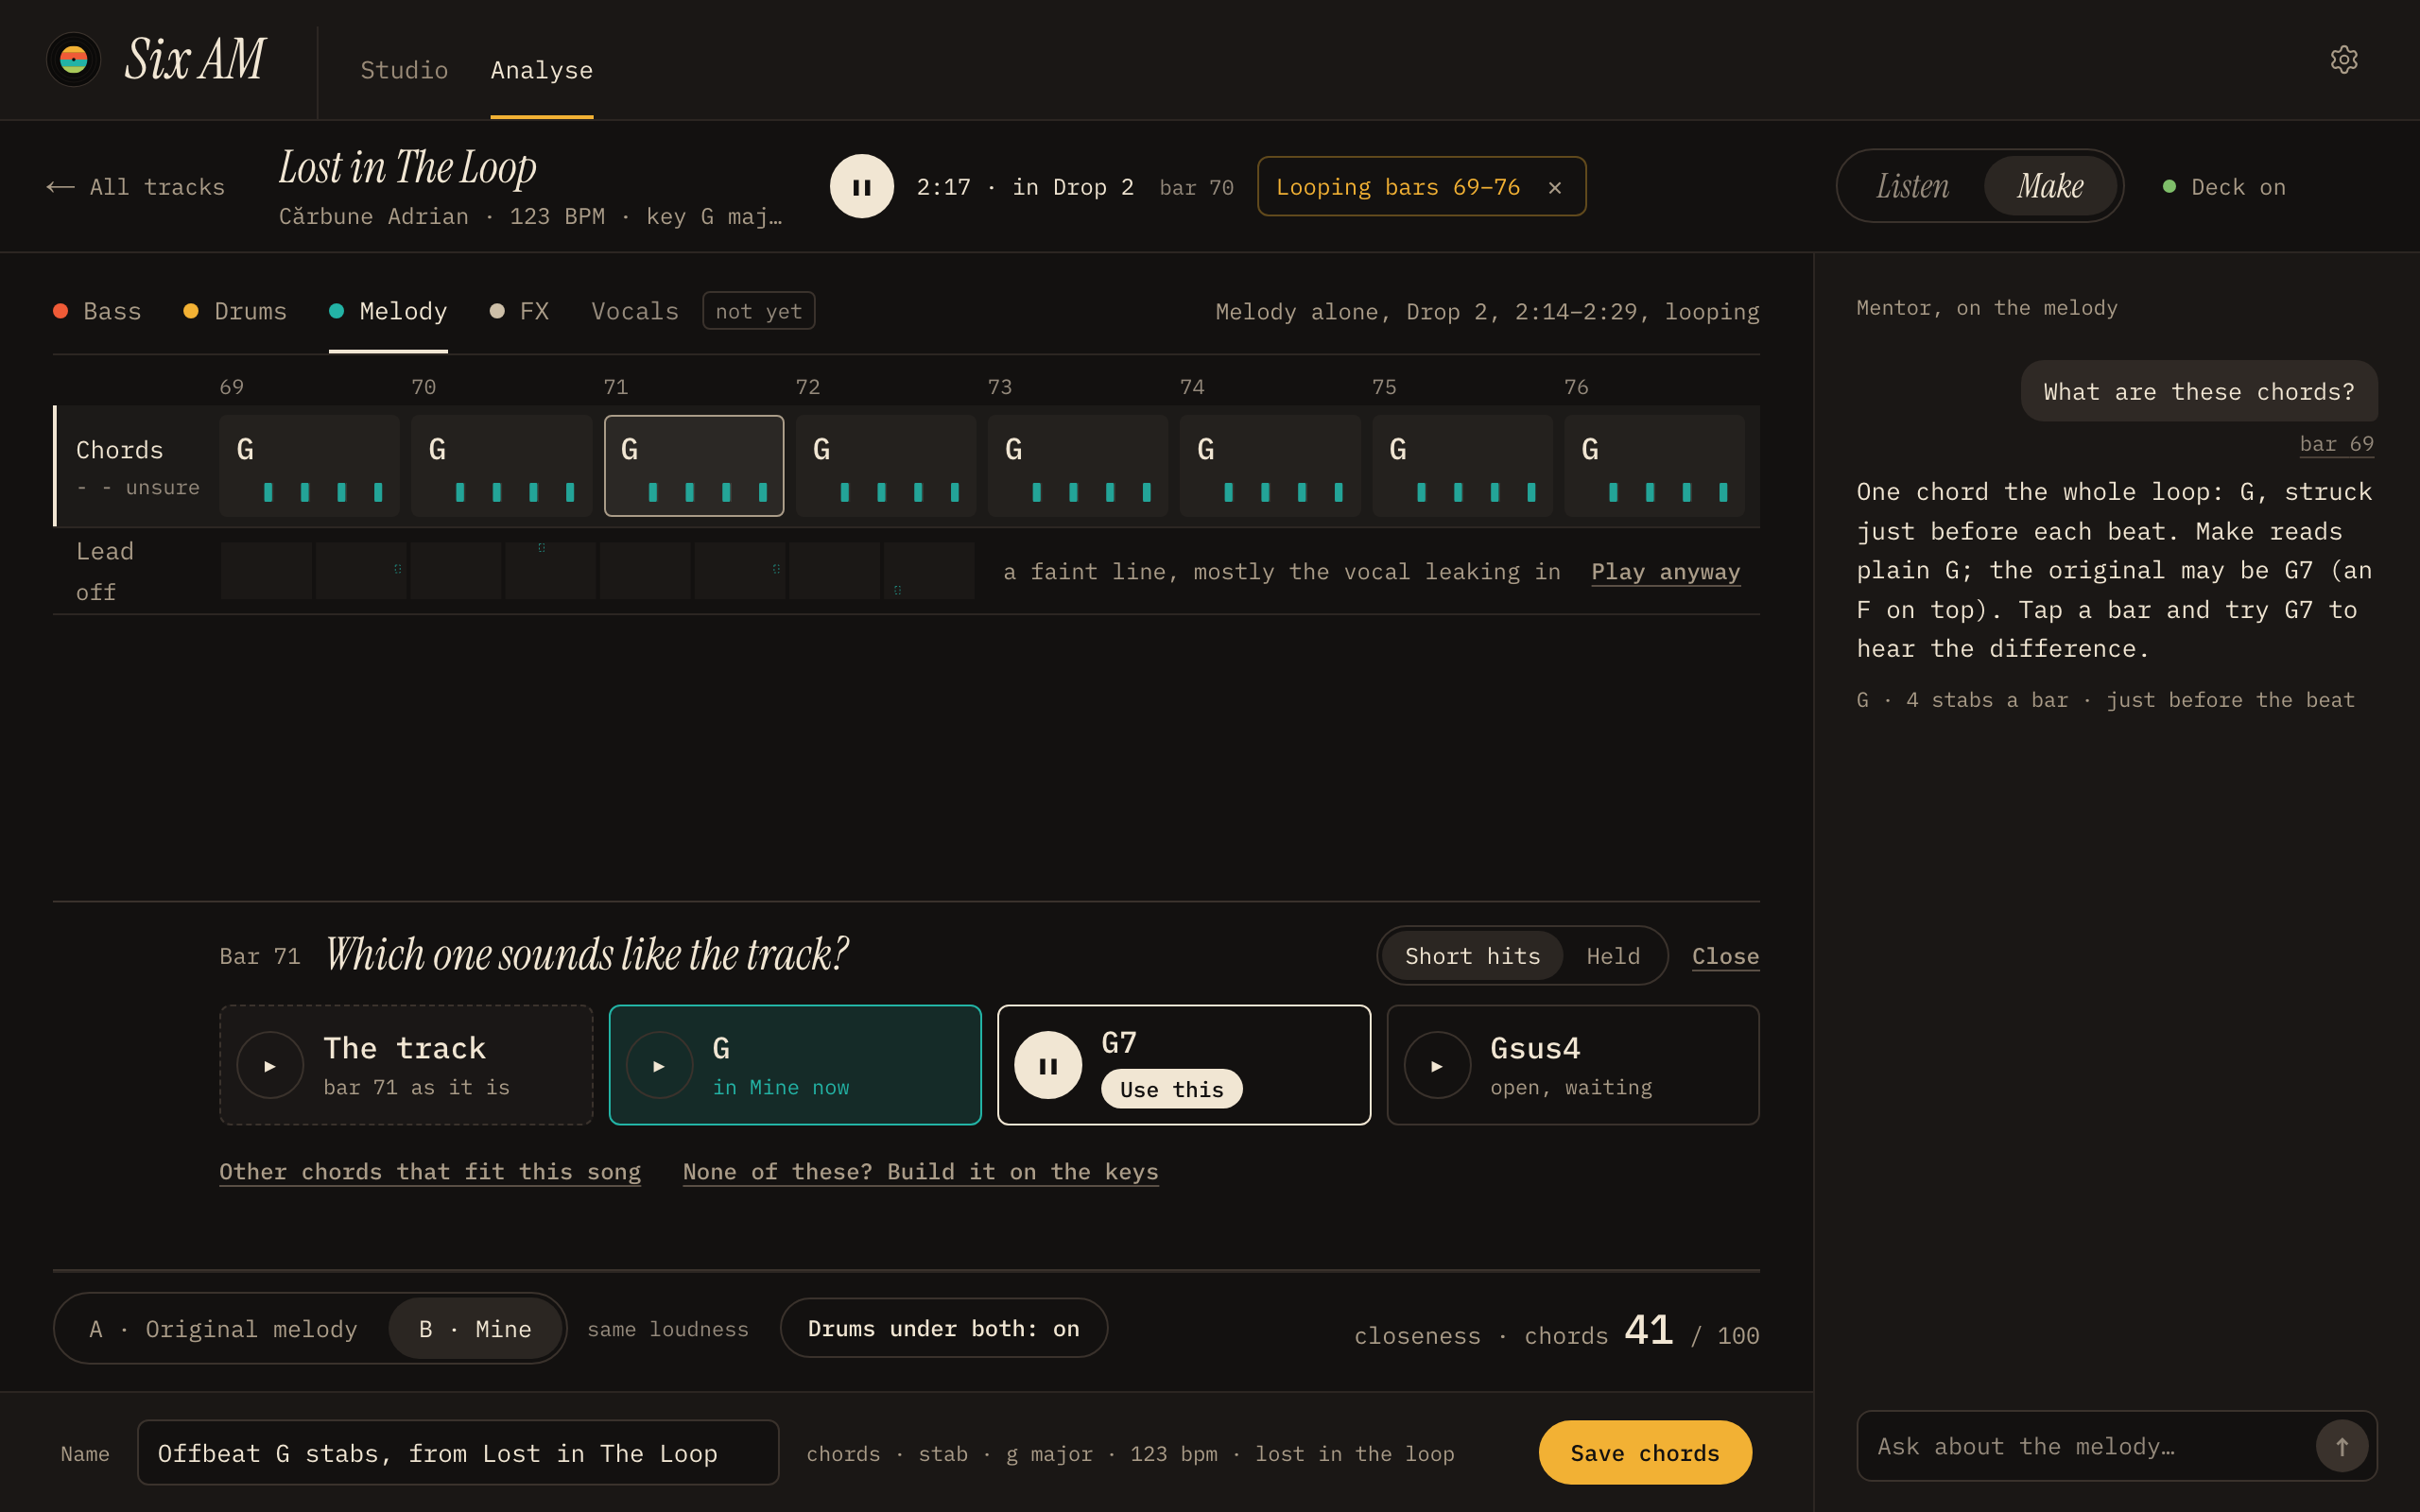 Six AM
Studio
Analyse
← All tracks
Lost in The Loop
Cărbune Adrian · 123 BPM · key G maj…
2:17 · in Drop 2
bar 70
Looping bars 69–76 ×
Listen
Make
Deck on
Bass
Drums
Melody
FX
Vocals
not yet
Melody alone, Drop 2, 2:14–2:29, looping
69 70 71 72 73 74 75 76
Chords
- - unsure
G G G G G G G G
Lead
off
a faint line, mostly the vocal leaking in
Play anyway
Bar 71
Which one sounds like the track?
Short hits
Held
Close
The track
bar 71 as it is
G
in Mine now
G7
Use this
Gsus4
open, waiting
Other chords that fit this song
None of these? Build it on the keys
A · Original melody
B · Mine
same loudness
Drums under both: on
closeness · chords 41 / 100
Name
Offbeat G stabs, from Lost in The Loop
chords · stab · g major · 123 bpm · lost in the loop
Save chords
Mentor, on the melody
What are these chords?
bar 69
One chord the whole loop: G, struck
just before each beat. Make reads
plain G; the original may be G7 (an
F on top). Tap a bar and try G7 to
hear the difference.
G · 4 stabs a bar · just before the beat
Ask about the melody…
↑